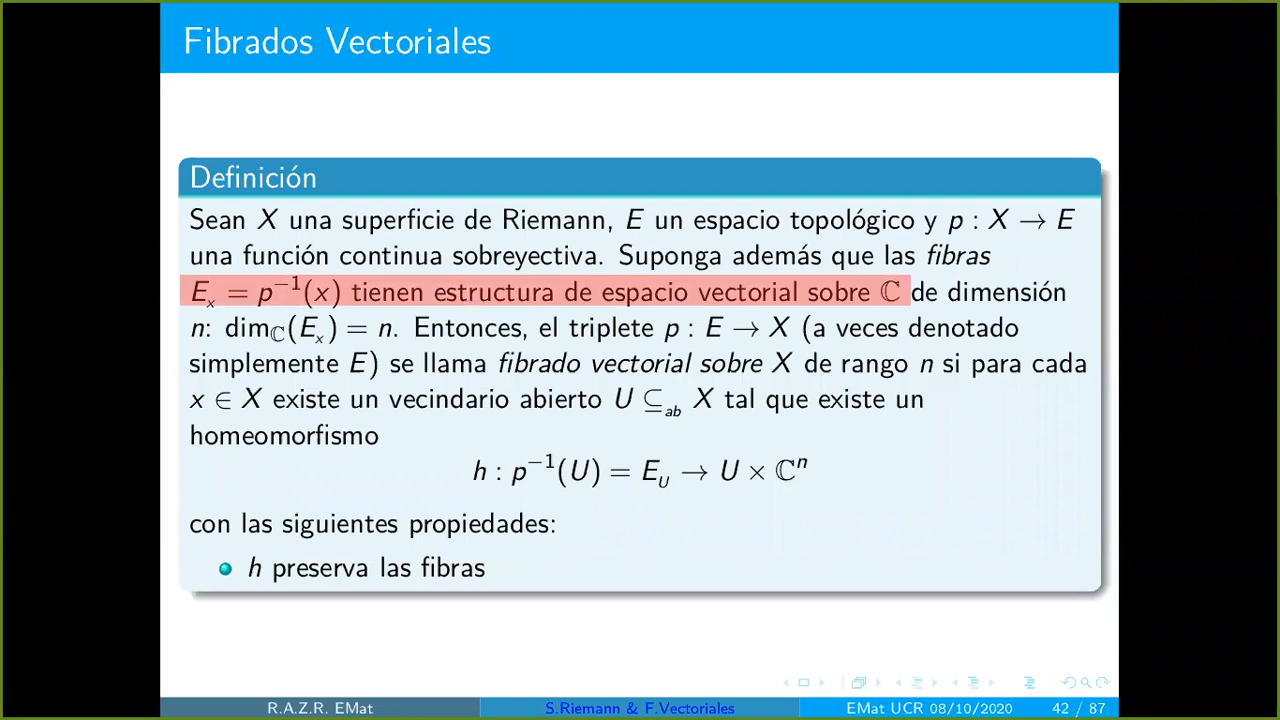 Fibrados Vectoriales
Definición
Sean X una superficie de Riemann, E un espacio topológico y p : X → E
una función continua sobreyectiva. Suponga además que las fibras
Eₓ = p⁻¹(x) tienen estructura de espacio vectorial sobre ℂ de dimensión
n: dim_ℂ(Eₓ) = n. Entonces, el triplete p : E → X (a veces denotado
simplemente E) se llama fibrado vectorial sobre X de rango n si para cada
x ∈ X existe un vecindario abierto U ⊆_ab X tal que existe un
homeomorfismo
h : p⁻¹(U) = E_U → U × ℂⁿ
con las siguientes propiedades:
h preserva las fibras
R.A.Z.R. EMat S.Riemann & F.Vectoriales EMat UCR 08/10/2020 42 / 87